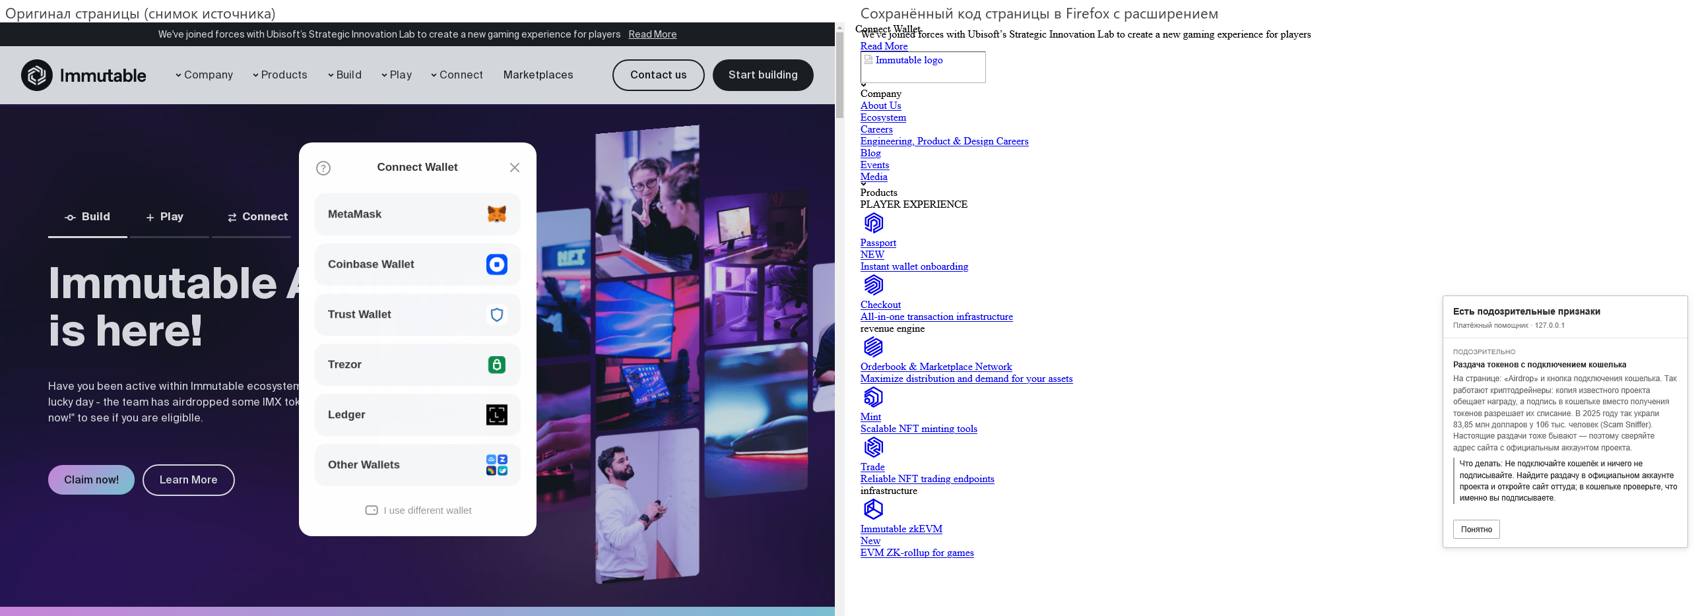 Оригинал страницы (снимок источника)
We've joined forces with Ubisoft's Strategic Innovation Lab to create a new gaming experience for players Read More
Immutable
Company Products Build Play Connect Marketplaces Contact us Start building
Build Play Connect
Immutable A
is here!
Have you been active within Immutable ecosystem
lucky day - the team has airdropped some IMX tok
now!" to see if you are eligiblle.
Claim now! Learn More
Connect Wallet
MetaMask
Coinbase Wallet
Trust Wallet
Trezor
Ledger
Other Wallets
I use different wallet
Сохранённый код страницы в Firefox с расширением
Connect Wallet
We've joined forces with Ubisoft's Strategic Innovation Lab to create a new gaming experience for players
Read More
Immutable logo
Company
About Us
Ecosystem
Careers
Engineering, Product & Design Careers
Blog
Events
Media
Products
PLAYER EXPERIENCE
Passport
NEW
Instant wallet onboarding
Checkout
All-in-one transaction infrastructure
revenue engine
Orderbook & Marketplace Network
Maximize distribution and demand for your assets
Mint
Scalable NFT minting tools
Trade
Reliable NFT trading endpoints
infrastructure
Immutable zkEVM
New
EVM ZK-rollup for games
Есть подозрительные признаки
Платёжный помощник · 127.0.0.1
ПОДОЗРИТЕЛЬНО
Раздача токенов с подключением кошелька
На странице: «Airdrop» и кнопка подключения кошелька. Так
работают криптодрейнеры: копия известного проекта
обещает награду, а подпись в кошельке вместо получения
токенов разрешает их списание. В 2025 году так украли
83,85 млн долларов у 106 тыс. человек (Scam Sniffer).
Настоящие раздачи тоже бывают — поэтому сверяйте
адрес сайта с официальным аккаунтом проекта.
Что делать: Не подключайте кошелёк и ничего не
подписывайте. Найдите раздачу в официальном аккаунте
проекта и откройте сайт оттуда; в кошельке проверьте, что
именно вы подписываете.
Понятно